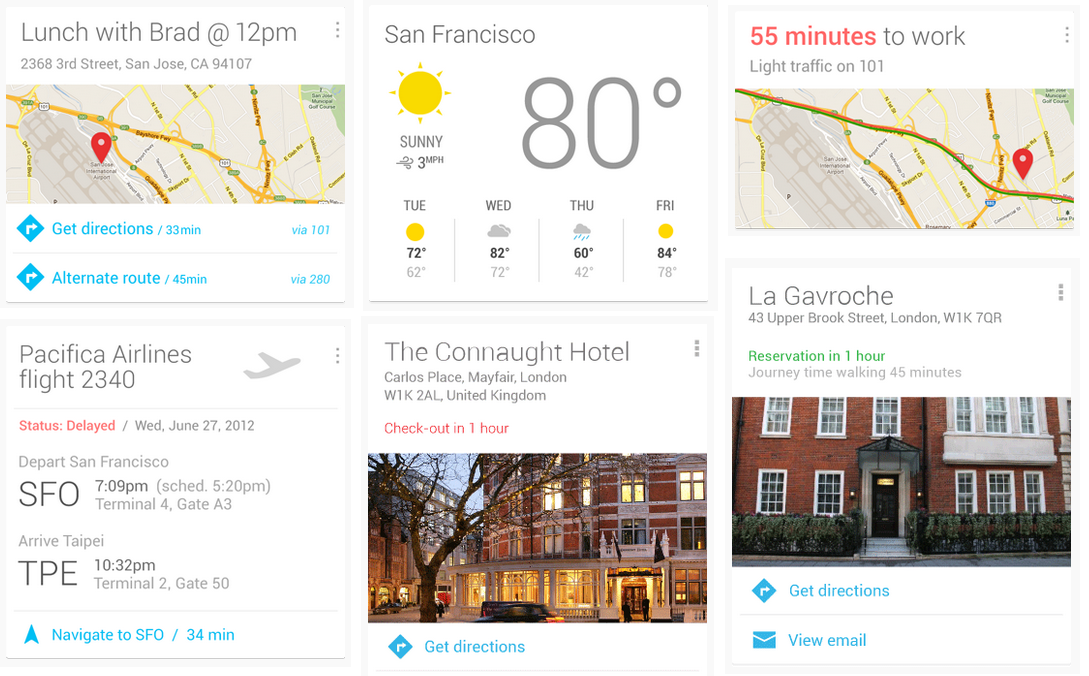 Lunch with Brad @ 12pm
2368 3rd Street, San Jose, CA 94107
Get directions / 33min via 101
Alternate route / 45min via 280
San Francisco
SUNNY
3MPH
80°
TUE WED THU FRI
72° 82° 60° 84°
62° 72° 42° 78°
55 minutes to work
Light traffic on 101
Pacifica Airlines
flight 2340
Status: Delayed / Wed, June 27, 2012
Depart San Francisco
SFO 7:09pm (sched. 5:20pm)
Terminal 4, Gate A3
Arrive Taipei
TPE 10:32pm
Terminal 2, Gate 50
Navigate to SFO / 34 min
The Connaught Hotel
Carlos Place, Mayfair, London
W1K 2AL, United Kingdom
Check-out in 1 hour
Get directions
La Gavroche
43 Upper Brook Street, London, W1K 7QR
Reservation in 1 hour
Journey time walking 45 minutes
Get directions
View email